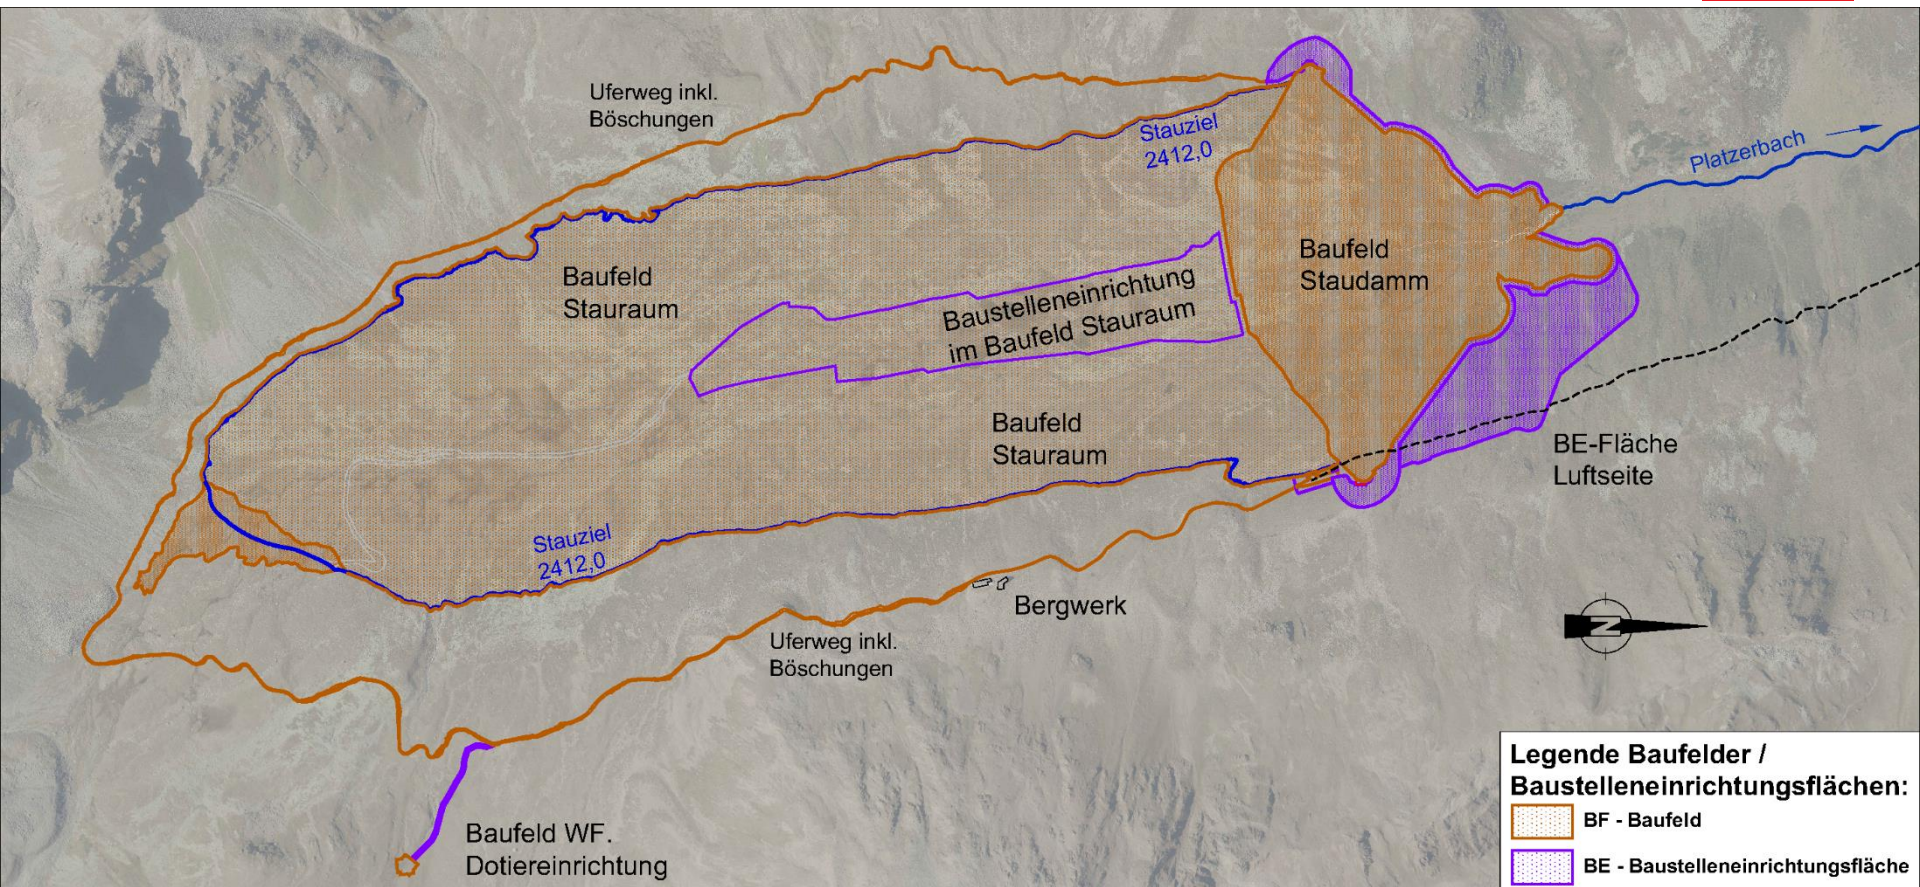 Uferweg inkl.
Böschungen
Stauziel
2412,0
Platzerbach
Baufeld
Stauraum
Baustelleneinrichtung
im Baufeld Stauraum
Baufeld
Staudamm
Baufeld
Stauraum
BE-Fläche
Luftseite
Stauziel
2412,0
Bergwerk
Uferweg inkl.
Böschungen
N
Baufeld WF.
Dotiereinrichtung
Legende Baufelder /
Baustelleneinrichtungsflächen:
BF - Baufeld
BE - Baustelleneinrichtungsfläche